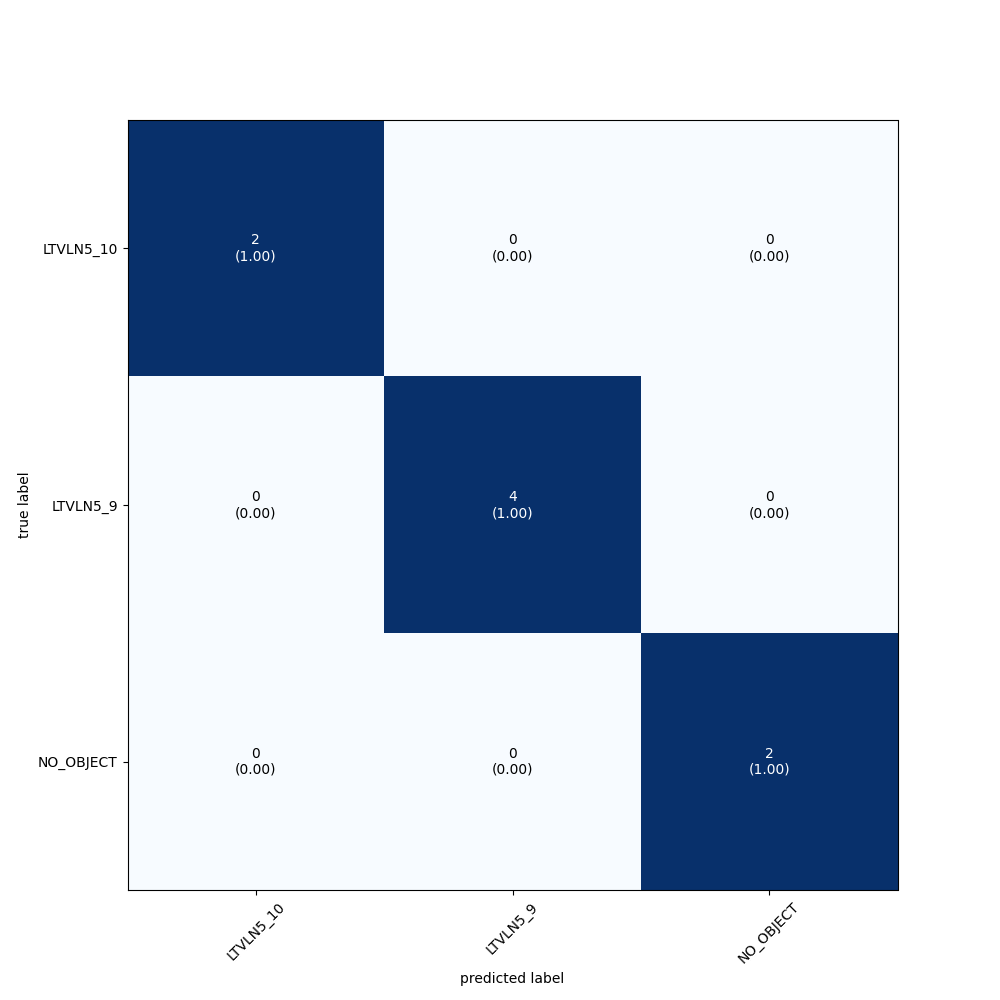 2
(1.00)
0
(0.00)
0
(0.00)
LTVLN5_10
0
(0.00)
4
(1.00)
0
(0.00)
LTVLN5_9
true label
0
(0.00)
0
(0.00)
2
(1.00)
NO_OBJECT
LTVLN5_10
LTVLN5_9
NO_OBJECT
predicted label